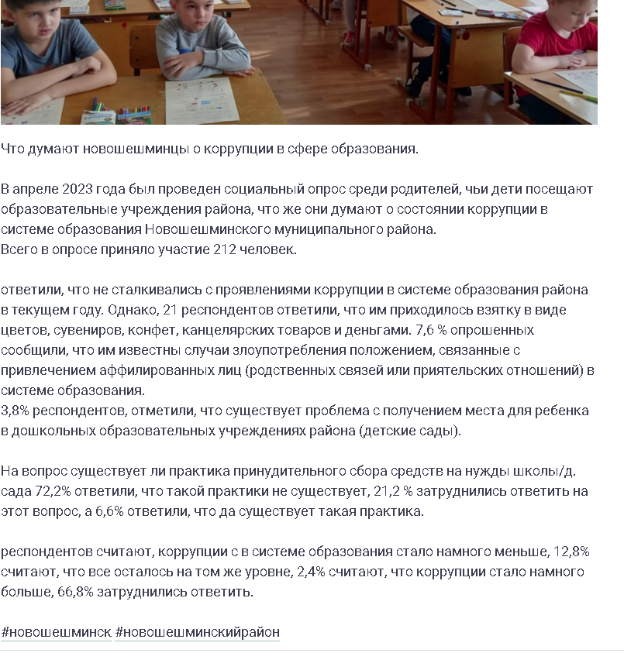 Что думают новошешминцы о коррупции в сфере образования.
В апреле 2023 года был проведен социальный опрос среди родителей, чьи дети посещают
образовательные учреждения района, что же они думают о состоянии коррупции в
системе образования Новошешминского муниципального района.
Всего в опросе приняло участие 212 человек.
ответили, что не сталкивались с проявлениями коррупции в системе образования района
в текущем году. Однако, 21 респондентов ответили, что им приходилось взятку в виде
цветов, сувениров, конфет, канцелярских товаров и деньгами. 7,6 % опрошенных
сообщили, что им известны случаи злоупотребления положением, связанные с
привлечением аффилированных лиц (родственных связей или приятельских отношений) в
системе образования.
3,8% респондентов, отметили, что существует проблема с получением места для ребенка
в дошкольных образовательных учреждениях района (детские сады).
На вопрос существует ли практика принудительного сбора средств на нужды школы/д.
сада 72,2% ответили, что такой практики не существует, 21,2 % затруднились ответить на
этот вопрос, а 6,6% ответили, что да существует такая практика.
респондентов считают, коррупции с в системе образования стало намного меньше, 12,8%
считают, что все осталось на том же уровне, 2,4% считают, что коррупции стало намного
больше, 66,8% затруднились ответить.
#новошешминск #новошешминскийрайон